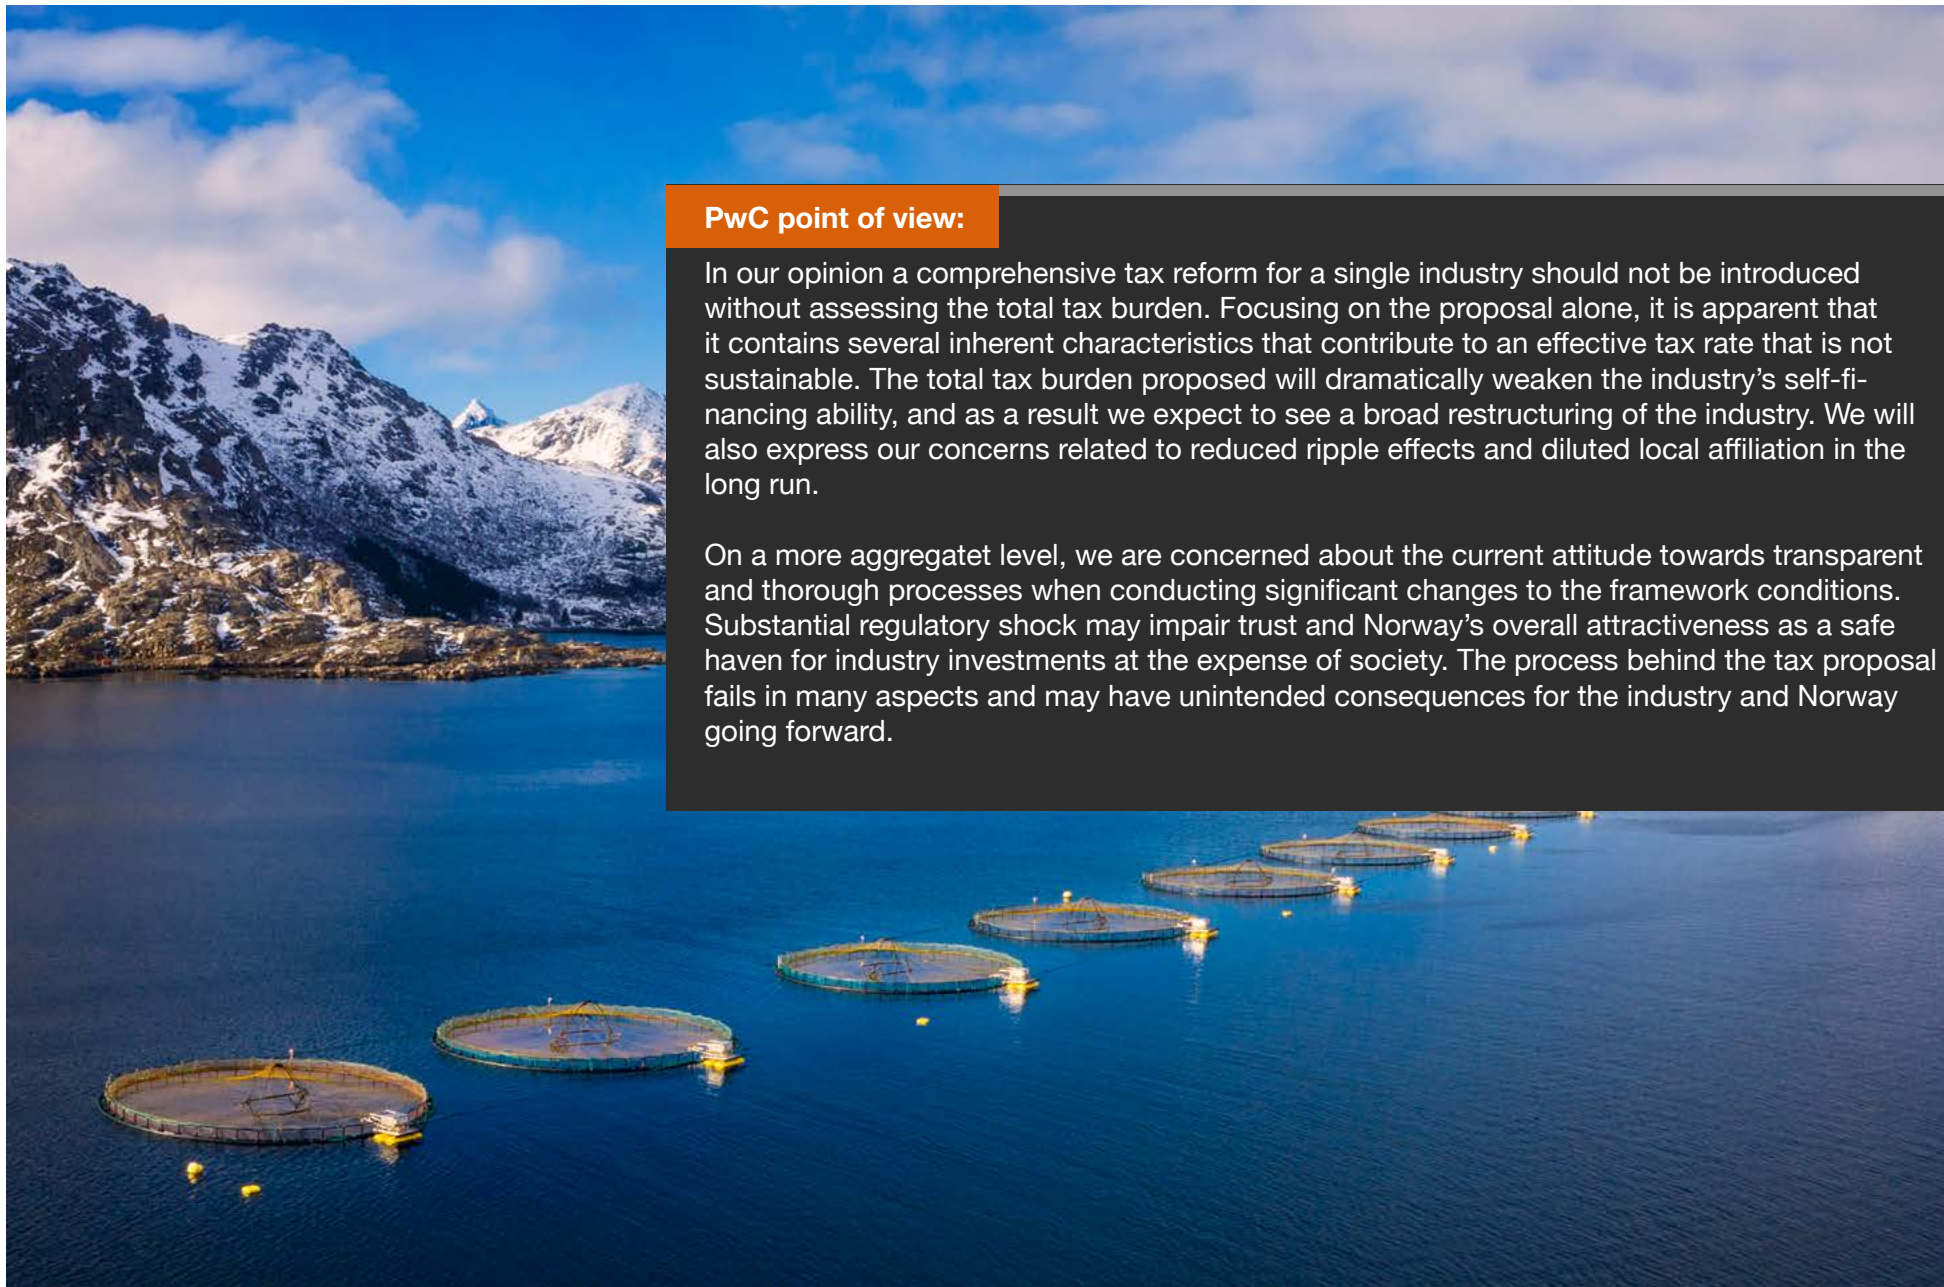 PwC point of view:
In our opinion a comprehensive tax reform for a single industry should not be introduced
without assessing the total tax burden. Focusing on the proposal alone, it is apparent that
it contains several inherent characteristics that contribute to an effective tax rate that is not
sustainable. The total tax burden proposed will dramatically weaken the industry’s self-fi-
nancing ability, and as a result we expect to see a broad restructuring of the industry. We will
also express our concerns related to reduced ripple effects and diluted local affiliation in the
long run.
On a more aggregatet level, we are concerned about the current attitude towards transparent
and thorough processes when conducting significant changes to the framework conditions.
Substantial regulatory shock may impair trust and Norway’s overall attractiveness as a safe
haven for industry investments at the expense of society. The process behind the tax proposal
fails in many aspects and may have unintended consequences for the industry and Norway
going forward.